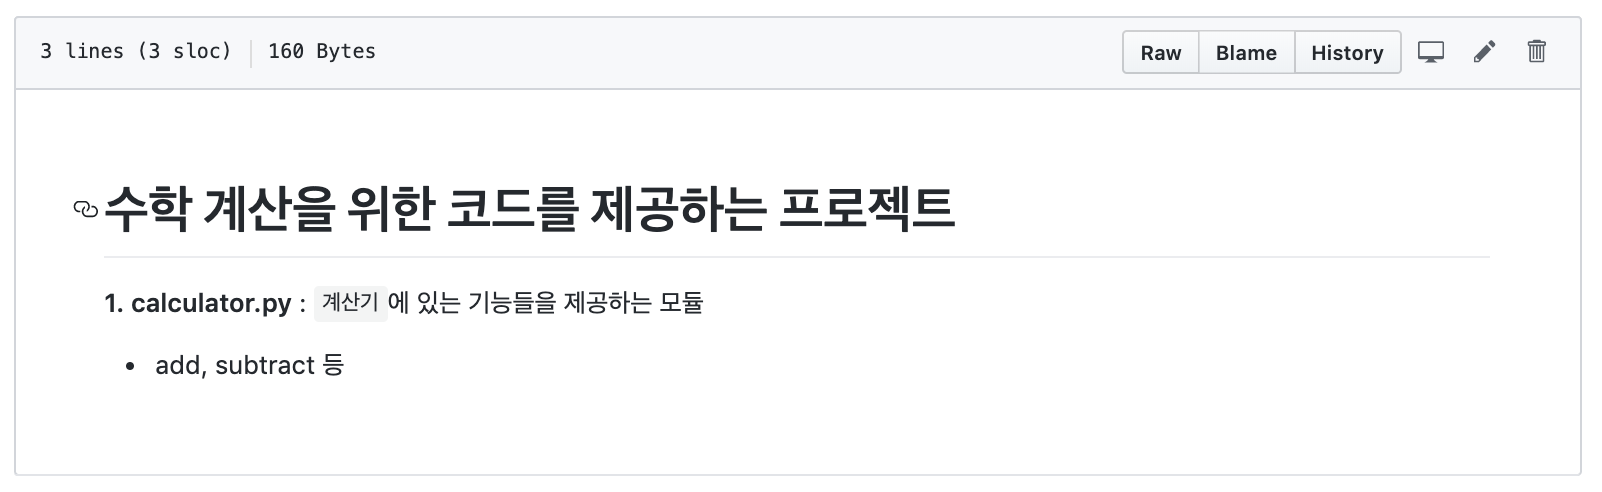 3 lines (3 sloc) 160 Bytes Raw Blame History
수학 계산을 위한 코드를 제공하는 프로젝트
1. calculator.py : 계산기 에 있는 기능들을 제공하는 모듈
• add, subtract 등